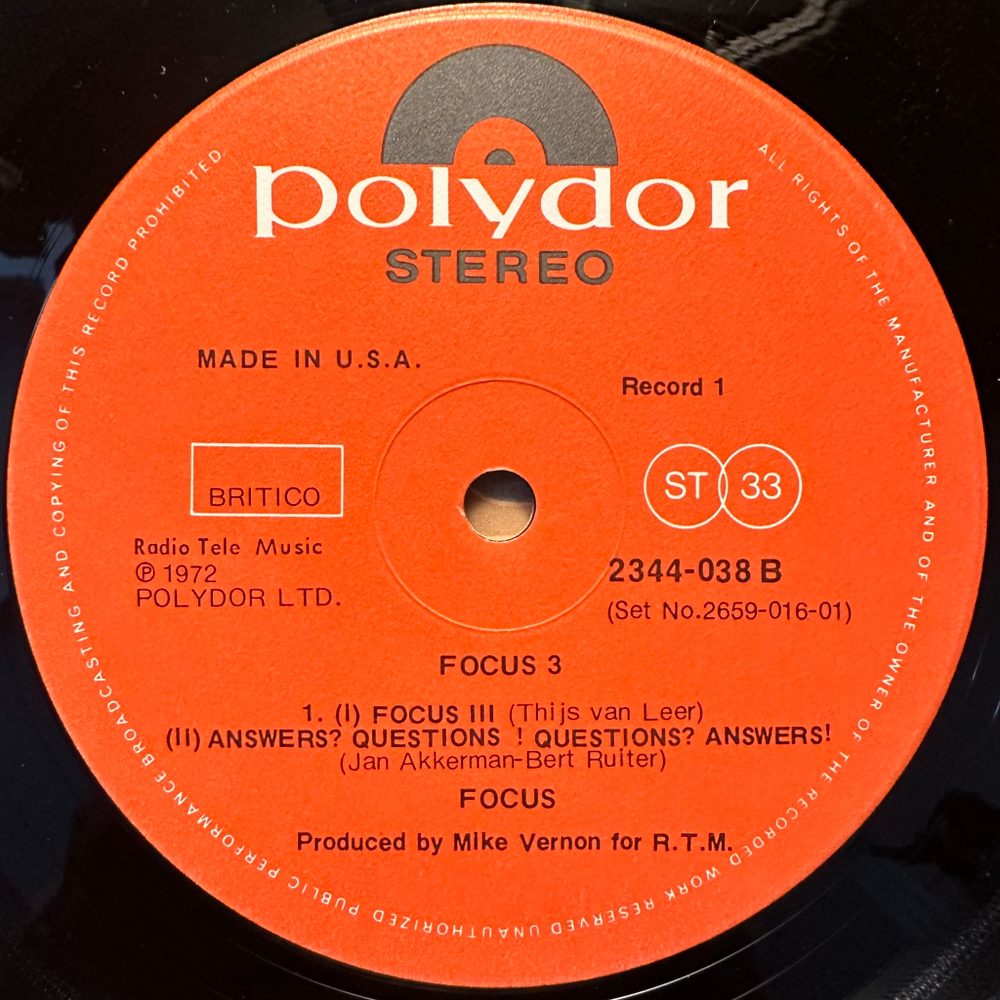 polydor
STEREO
MADE IN U.S.A.
Record 1
BRITICO
ST 33
Radio Tele Music
℗ 1972
POLYDOR LTD.
2344-038 B
(Set No.2659-016-01)
FOCUS 3
1. (I) FOCUS III (Thijs van Leer)
(II) ANSWERS? QUESTIONS ! QUESTIONS? ANSWERS!
(Jan Akkerman-Bert Ruiter)
FOCUS
Produced by Mike Vernon for R.T.M.
ALL RIGHTS OF THE MANUFACTURER AND OF THE OWNER OF THE RECORDED WORK RESERVED UNAUTHORIZED PUBLIC PERFORMANCE BROADCASTING AND COPYING OF THIS RECORD PROHIBITED